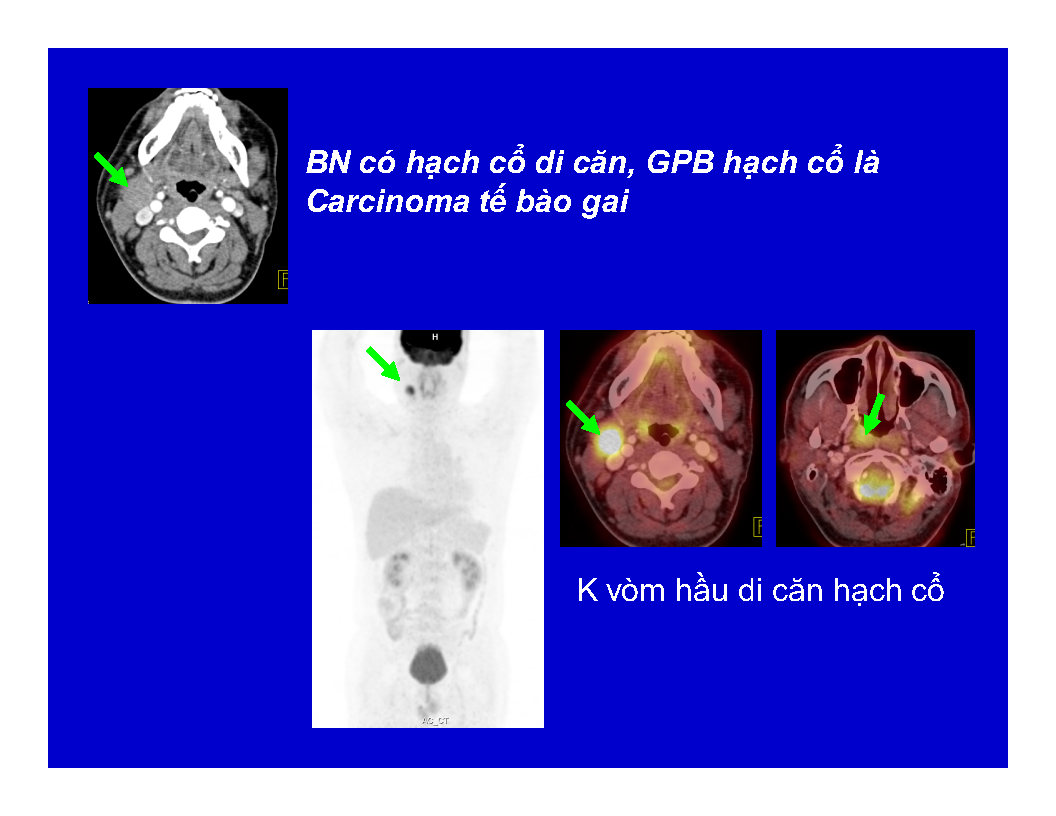 BN có hạch cổ di căn, GPB hạch cổ là
Carcinoma tế bào gai
H
F
F
F
AC_CT
K vòm hầu di căn hạch cổ